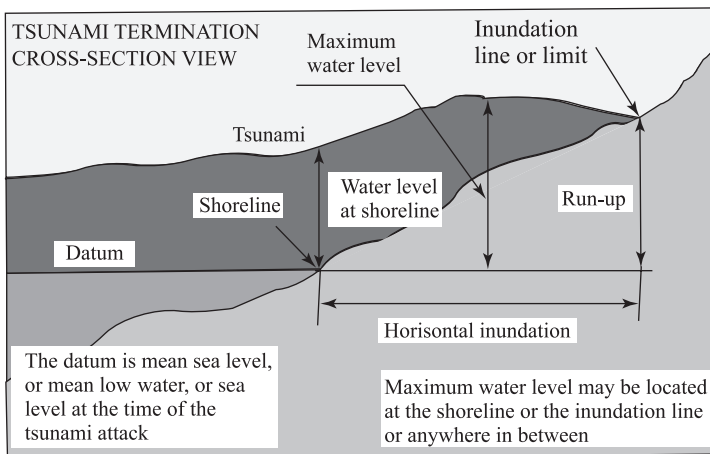 TSUNAMI TERMINATION
CROSS-SECTION VIEW
Maximum
water level
Inundation
line or limit
Tsunami
Shoreline
Water level
at shoreline
Run-up
Datum
Horisontal inundation
The datum is mean sea level,
or mean low water, or sea
level at the time of the
tsunami attack
Maximum water level may be located
at the shoreline or the inundation line
or anywhere in between